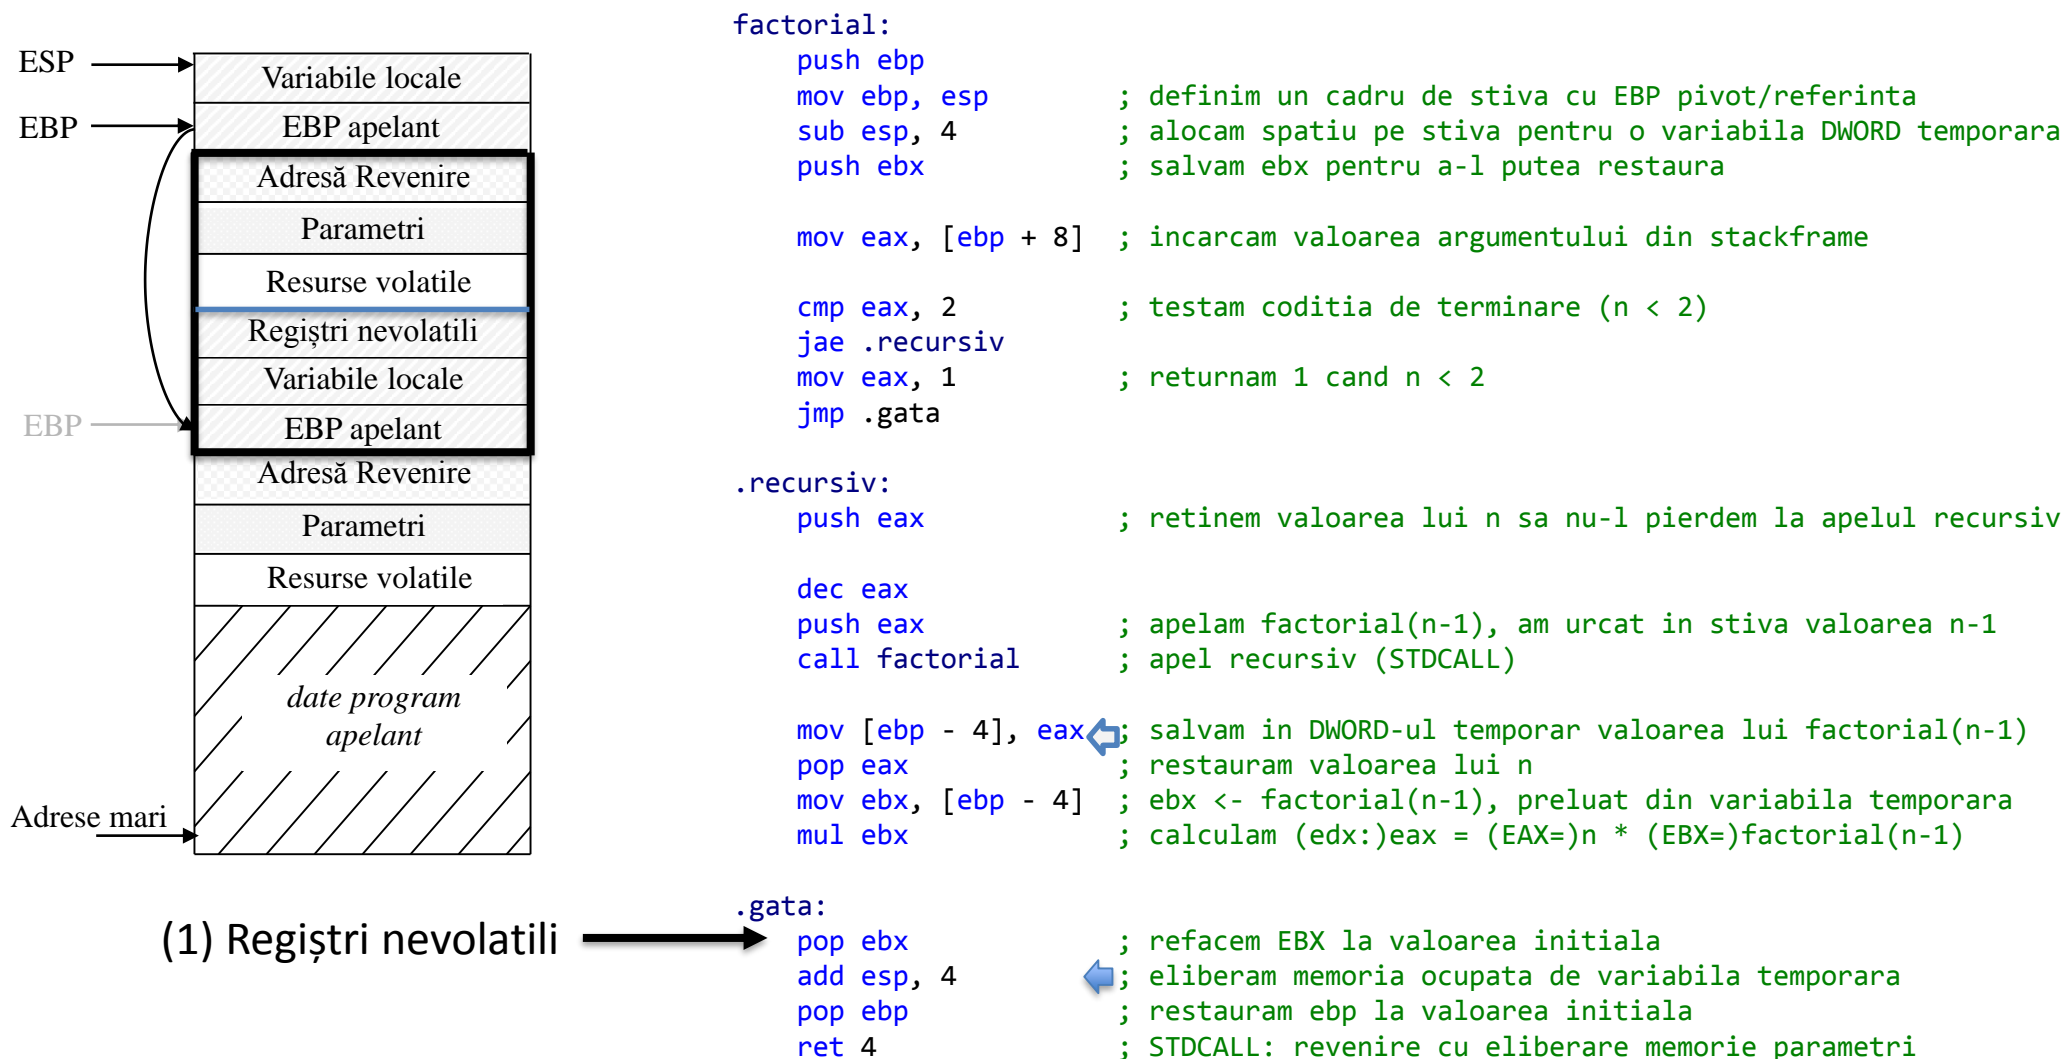 ESP
Variabile locale
EBP
EBP apelant
Adresă Revenire
Parametri
Resurse volatile
Regiștri nevolatili
Variabile locale
EBP
EBP apelant
Adresă Revenire
Parametri
Resurse volatile
date program
apelant
Adrese mari
(1) Regiștri nevolatili
factorial:
push ebp
mov ebp, esp ; definim un cadru de stiva cu EBP pivot/referinta
sub esp, 4 ; alocam spatiu pe stiva pentru o variabila DWORD temporara
push ebx ; salvam ebx pentru a-l putea restaura
mov eax, [ebp + 8] ; incarcam valoarea argumentului din stackframe
cmp eax, 2 ; testam coditia de terminare (n < 2)
jae .recursiv
mov eax, 1 ; returnam 1 cand n < 2
jmp .gata
.recursiv:
push eax ; retinem valoarea lui n sa nu-l pierdem la apelul recursiv
dec eax
push eax ; apelam factorial(n-1), am urcat in stiva valoarea n-1
call factorial ; apel recursiv (STDCALL)
mov [ebp - 4], eax ; salvam in DWORD-ul temporar valoarea lui factorial(n-1)
pop eax ; restauram valoarea lui n
mov ebx, [ebp - 4] ; ebx <- factorial(n-1), preluat din variabila temporara
mul ebx ; calculam (edx:)eax = (EAX=)n * (EBX=)factorial(n-1)
.gata:
pop ebx ; refacem EBX la valoarea initiala
add esp, 4 ; eliberam memoria ocupata de variabila temporara
pop ebp ; restauram ebp la valoarea initiala
ret 4 ; STDCALL: revenire cu eliberare memorie parametri